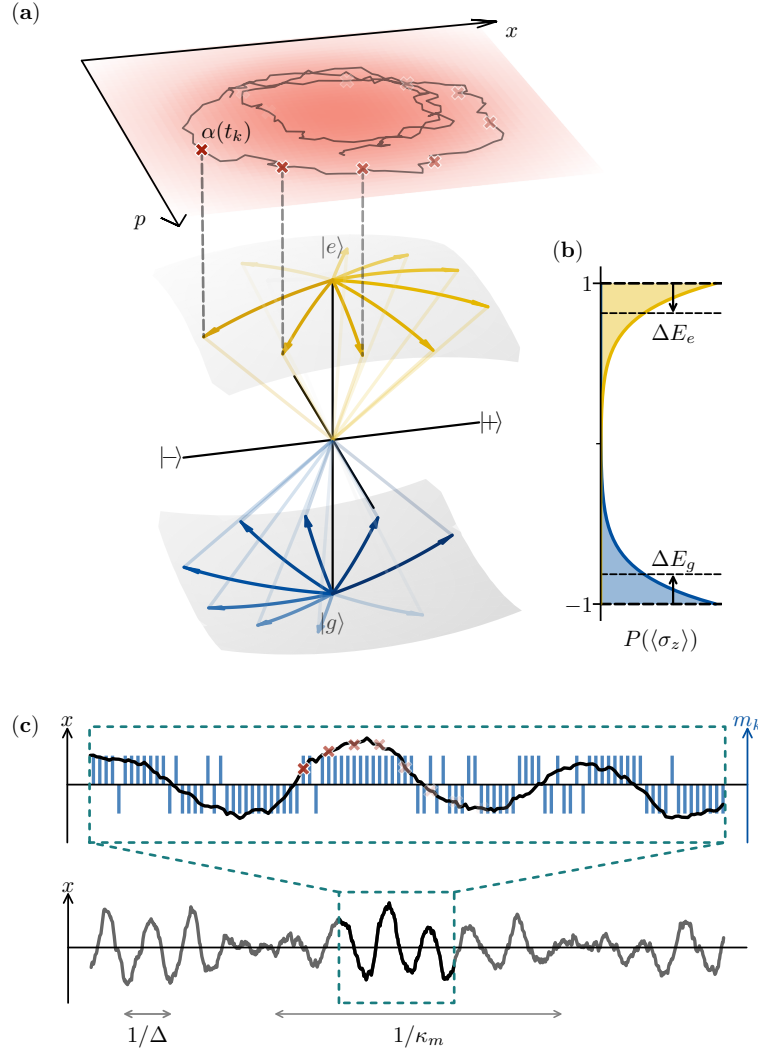 (a)
x
α(t_k)
p
|e⟩
(b)
1
ΔE_e
|+⟩
|−⟩
ΔE_g
−1
|g⟩
P(⟨σ_z⟩)
(c)
x
m_k
x
1/Δ
1/κ_m